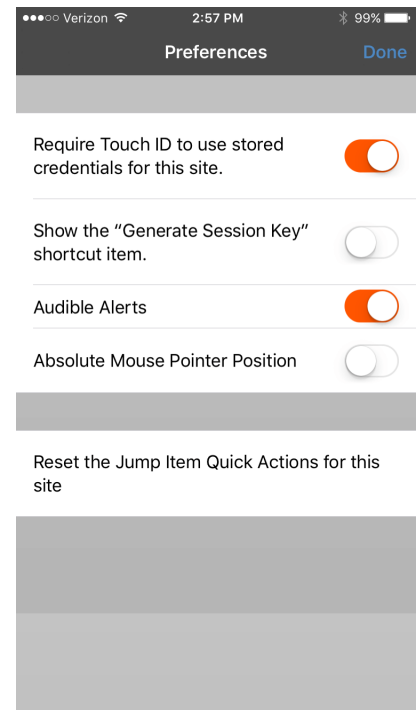 Verizon 2:57 PM 99%
Preferences Done
Require Touch ID to use stored
credentials for this site.
Show the “Generate Session Key”
shortcut item.
Audible Alerts
Absolute Mouse Pointer Position
Reset the Jump Item Quick Actions for this
site